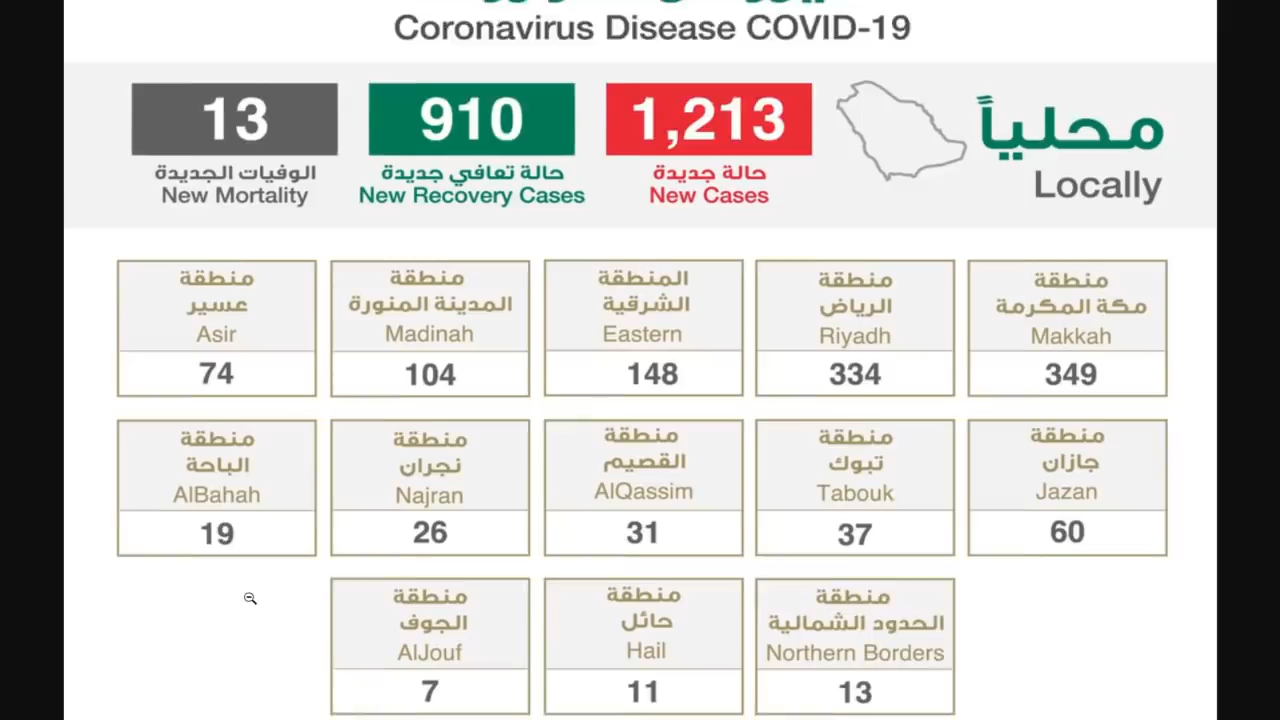 Coronavirus Disease COVID-19
محلياً
Locally
1,213
حالة جديدة
New Cases
910
حالة تعافي جديدة
New Recovery Cases
13
الوفيات الجديدة
New Mortality
منطقة
مكة المكرمة
Makkah
349
منطقة
الرياض
Riyadh
334
المنطقة
الشرقية
Eastern
148
منطقة
المدينة المنورة
Madinah
104
منطقة
عسير
Asir
74
منطقة
جازان
Jazan
60
منطقة
تبوك
Tabouk
37
منطقة
القصيم
AlQassim
31
منطقة
نجران
Najran
26
منطقة
الباحة
AlBahah
19
منطقة
الحدود الشمالية
Northern Borders
13
منطقة
حائل
Hail
11
منطقة
الجوف
AlJouf
7